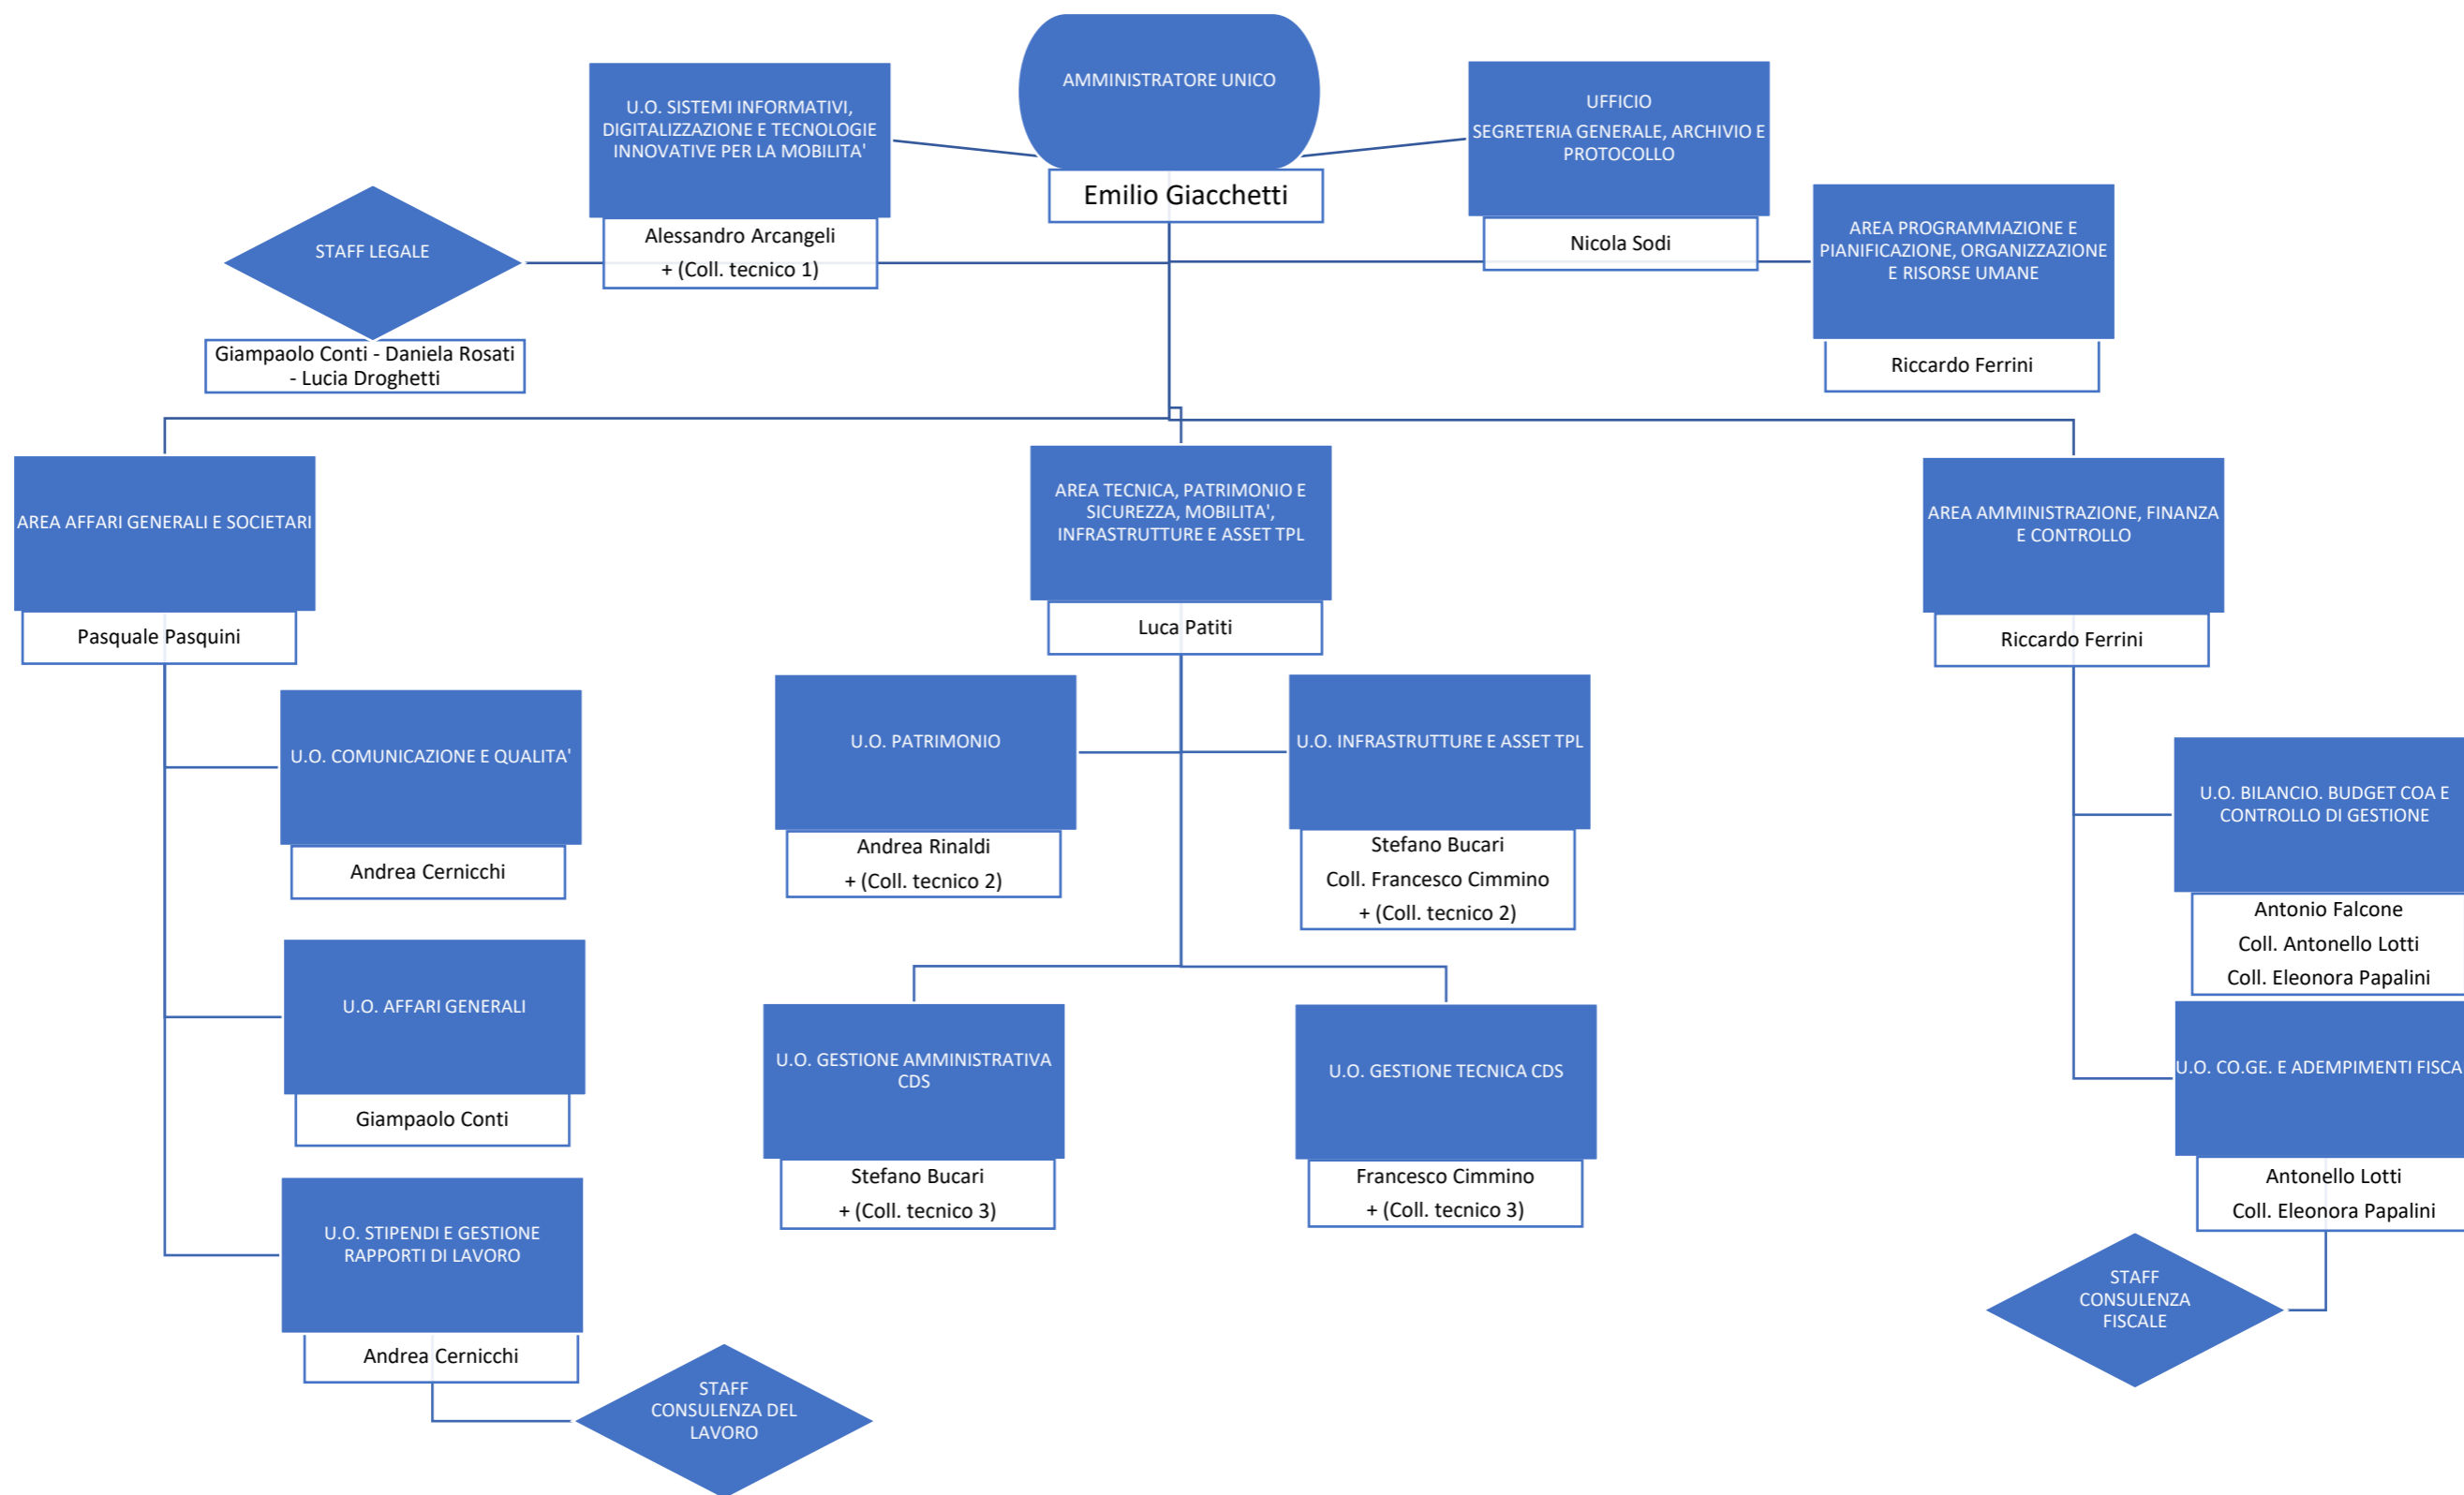 AMMINISTRATORE UNICO
Emilio Giacchetti
U.O. SISTEMI INFORMATIVI,
DIGITALIZZAZIONE E TECNOLOGIE
INNOVATIVE PER LA MOBILITA'
Alessandro Arcangeli
+ (Coll. tecnico 1)
UFFICIO
SEGRETERIA GENERALE, ARCHIVIO E
PROTOCOLLO
Nicola Sodi
STAFF LEGALE
Giampaolo Conti - Daniela Rosati
- Lucia Droghetti
AREA PROGRAMMAZIONE E
PIANIFICAZIONE, ORGANIZZAZIONE
E RISORSE UMANE
Riccardo Ferrini
AREA AFFARI GENERALI E SOCIETARI
Pasquale Pasquini
U.O. COMUNICAZIONE E QUALITA'
Andrea Cernicchi
U.O. AFFARI GENERALI
Giampaolo Conti
U.O. STIPENDI E GESTIONE
RAPPORTI DI LAVORO
Andrea Cernicchi
STAFF
CONSULENZA DEL
LAVORO
AREA TECNICA, PATRIMONIO E
SICUREZZA, MOBILITA',
INFRASTRUTTURE E ASSET TPL
Luca Patiti
U.O. PATRIMONIO
Andrea Rinaldi
+ (Coll. tecnico 2)
U.O. INFRASTRUTTURE E ASSET TPL
Stefano Bucari
Coll. Francesco Cimmino
+ (Coll. tecnico 2)
U.O. GESTIONE AMMINISTRATIVA
CDS
Stefano Bucari
+ (Coll. tecnico 3)
U.O. GESTIONE TECNICA CDS
Francesco Cimmino
+ (Coll. tecnico 3)
AREA AMMINISTRAZIONE, FINANZA
E CONTROLLO
Riccardo Ferrini
U.O. BILANCIO. BUDGET COA E
CONTROLLO DI GESTIONE
Antonio Falcone
Coll. Antonello Lotti
Coll. Eleonora Papalini
U.O. CO.GE. E ADEMPIMENTI FISCA
Antonello Lotti
Coll. Eleonora Papalini
STAFF
CONSULENZA
FISCALE